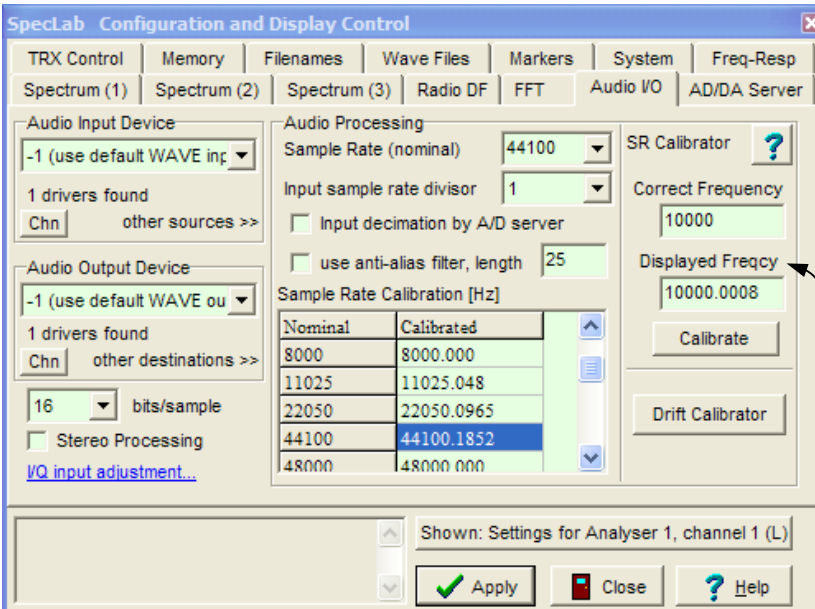 SpecLab Configuration and Display Control
TRX Control Memory Filenames Wave Files Markers System Freq-Resp
Spectrum (1) Spectrum (2) Spectrum (3) Radio DF FFT Audio I/O AD/DA Server
Audio Input Device
-1 (use default WAVE inp
1 drivers found
Chn other sources >>
Audio Output Device
-1 (use default WAVE ou
1 drivers found
Chn other destinations >>
16 bits/sample
Stereo Processing
I/Q input adjustment...
Audio Processing
Sample Rate (nominal) 44100
Input sample rate divisor 1
Input decimation by A/D server
use anti-alias filter, length 25
Sample Rate Calibration [Hz]
Nominal Calibrated
8000 8000.000
11025 11025.048
22050 22050.0965
44100 44100.1852
48000 48000.000
SR Calibrator ?
Correct Frequency
10000
Displayed Freqcy
10000.0008
Calibrate
Drift Calibrator
Shown: Settings for Analyser 1, channel 1 (L)
Apply Close ? Help